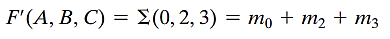 F′(A, B, C) = Σ(0, 2, 3) = m₀ + m₂ + m₃